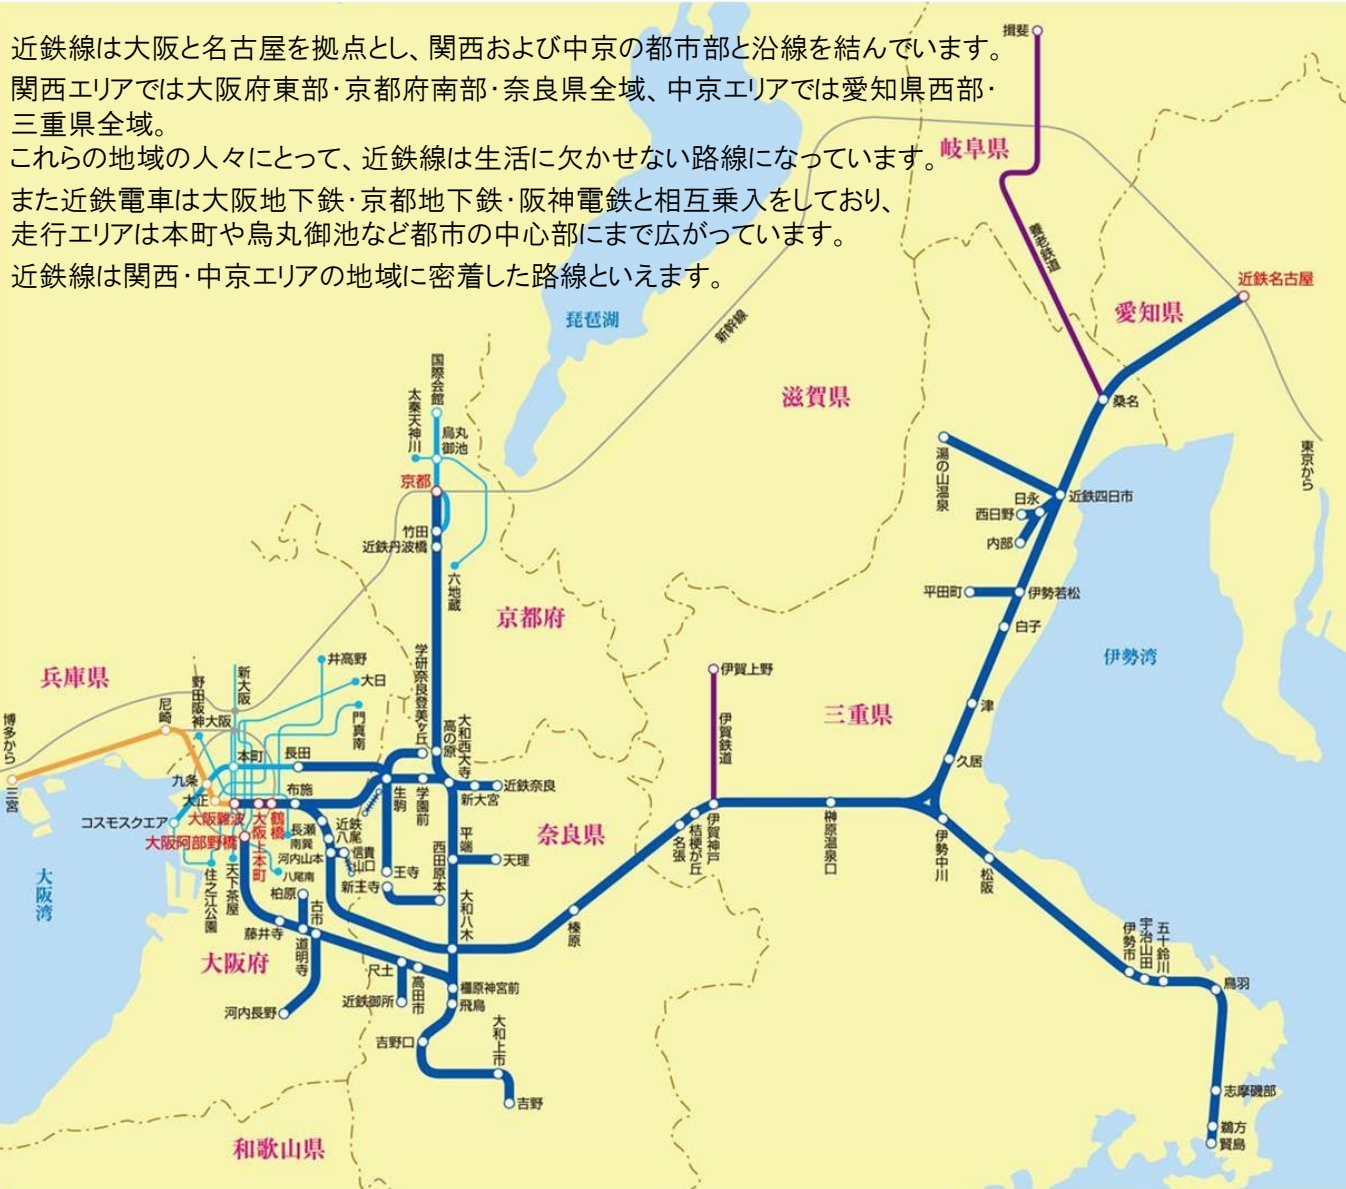 近鉄線は大阪と名古屋を拠点とし、関西および中京の都市部と沿線を結んでいます。
関西エリアでは大阪府東部・京都府南部・奈良県全域、中京エリアでは愛知県西部・
三重県全域。
これらの地域の人々にとって、近鉄線は生活に欠かせない路線になっています。
また近鉄電車は大阪地下鉄・京都地下鉄・阪神電鉄と相互乗入をしており、
走行エリアは本町や烏丸御池など都市の中心部にまで広がっています。
近鉄線は関西・中京エリアの地域に密着した路線といえます。
揖斐
岐阜県
養老鉄道
近鉄名古屋
愛知県
琵琶湖
新幹線
滋賀県
桑名
東京から
国際会館
太秦天神川
烏丸
御池
京都
竹田
近鉄丹波橋
六地蔵
京都府
湯の山温泉
日永
西日野
内部
近鉄四日市
平田町
伊勢若松
白子
伊勢湾
津
久居
三重県
伊賀上野
伊賀鉄道
兵庫県
博多から
三宮
尼崎
野田阪神
新大阪
大阪
井高野
大日
門真南
本町
長田
九条
大正
コスモスクエア
大阪難波
大阪上本町
鶴橋
布施
大阪阿部野橋
長瀬
南巽
近鉄
八尾
河内山本
信貴
山口
八尾南
住之江公園
天下茶屋
柏原
古市
藤井寺
道明寺
大阪府
大阪湾
河内長野
学研奈良登美ヶ丘
高の原
大和西大寺
近鉄奈良
新大宮
生駒
学園前
平端
西田原本
天理
王寺
新王寺
大和八木
奈良県
尺土
高田市
近鉄御所
橿原神宮前
飛鳥
吉野口
大和上市
吉野
和歌山県
榛原
名張
桔梗が丘
伊賀神戸
榊原温泉口
伊勢中川
松阪
伊勢市
宇治山田
五十鈴川
鳥羽
志摩磯部
鵜方
賢島